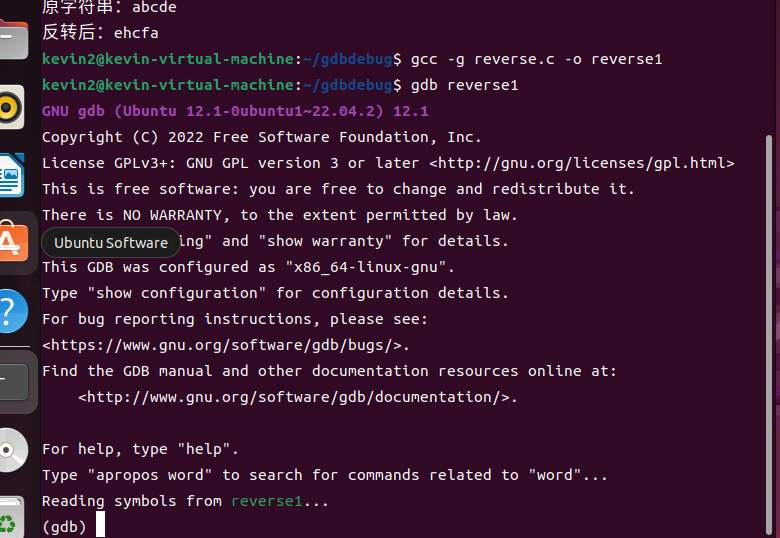 原字符串：abcde
反转后：ehcfa
kevin2@kevin-virtual-machine:~/gdbdebug$ gcc -g reverse.c -o reverse1
kevin2@kevin-virtual-machine:~/gdbdebug$ gdb reverse1
GNU gdb (Ubuntu 12.1-0ubuntu1~22.04.2) 12.1
Copyright (C) 2022 Free Software Foundation, Inc.
License GPLv3+: GNU GPL version 3 or later <http://gnu.org/licenses/gpl.html>
This is free software: you are free to change and redistribute it.
There is NO WARRANTY, to the extent permitted by law.
Ubuntu Software ing" and "show warranty" for details.
This GDB was configured as "x86_64-linux-gnu".
Type "show configuration" for configuration details.
For bug reporting instructions, please see:
<https://www.gnu.org/software/gdb/bugs/>.
Find the GDB manual and other documentation resources online at:
    <http://www.gnu.org/software/gdb/documentation/>.
For help, type "help".
Type "apropos word" to search for commands related to "word"...
Reading symbols from reverse1...
(gdb)